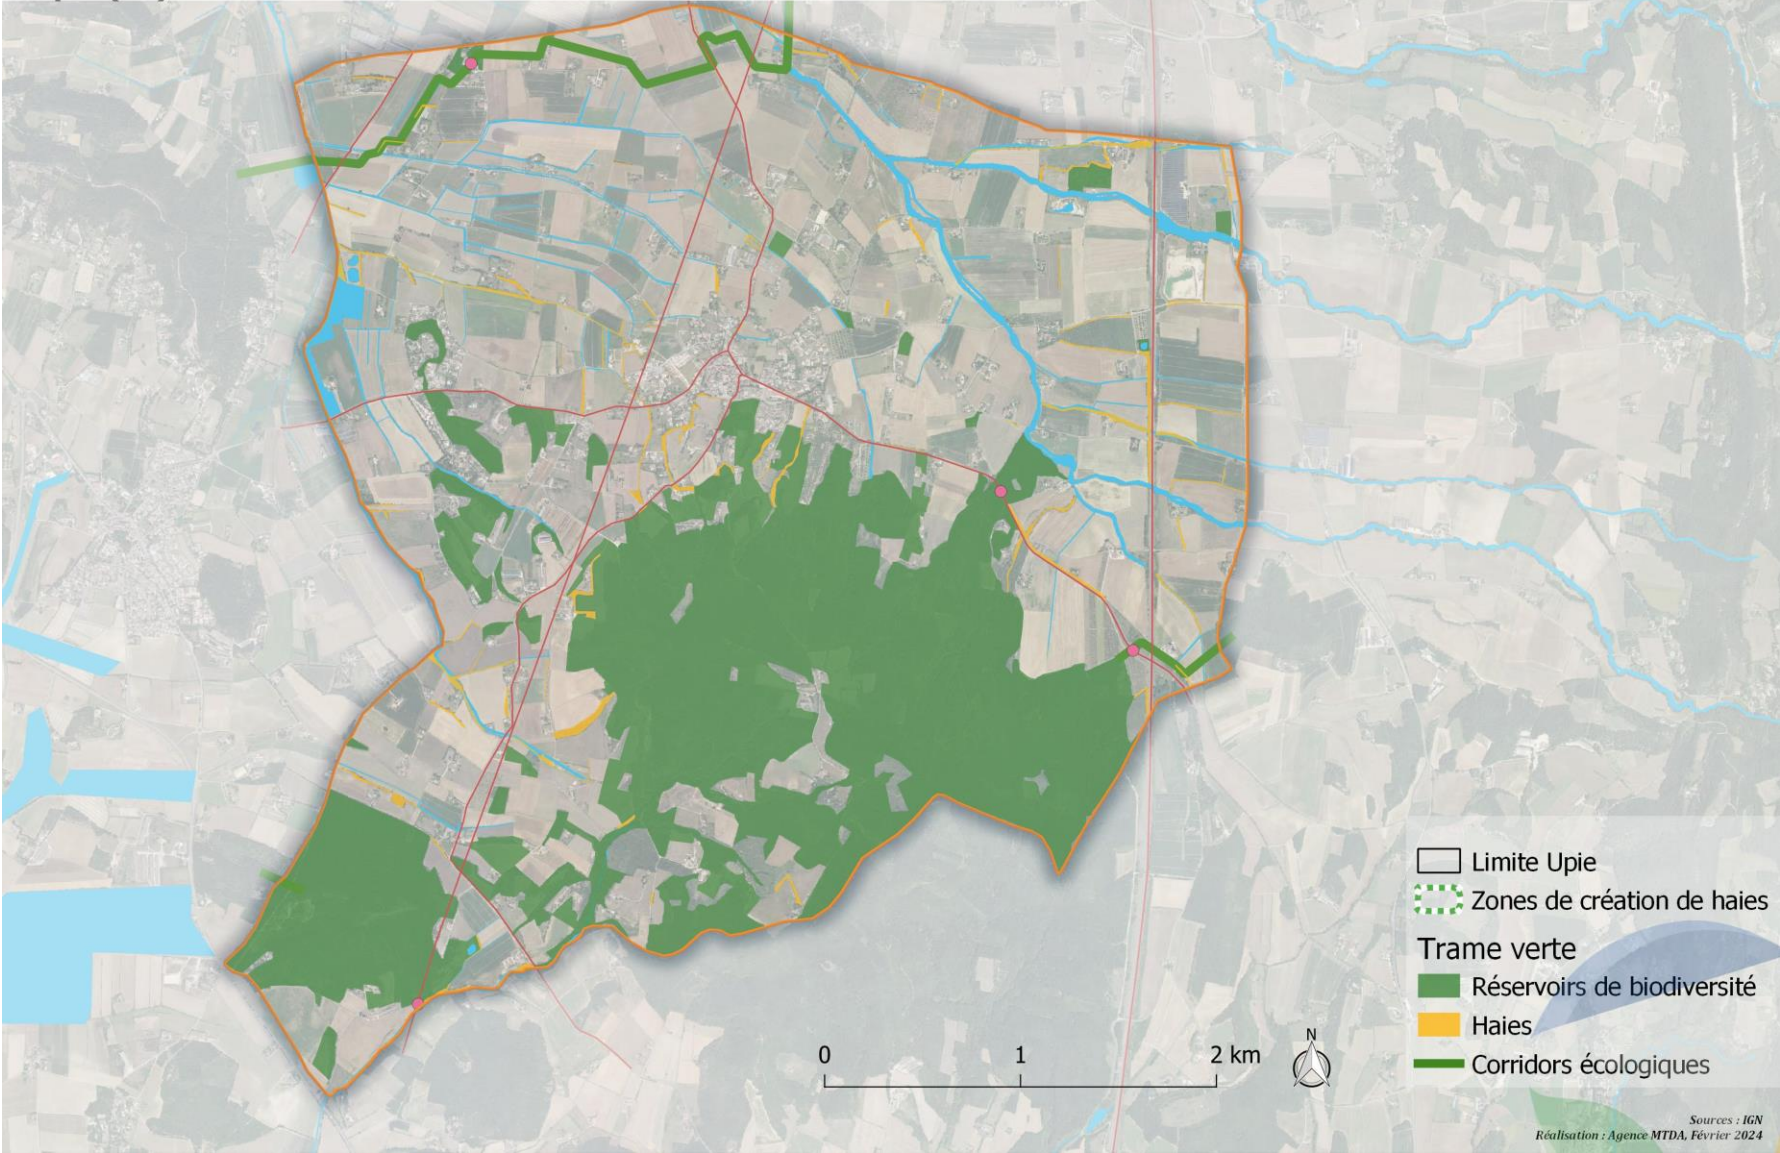 0 1 2 km
N
Limite Upie
Zones de création de haies
Trame verte
Réservoirs de biodiversité
Haies
Corridors écologiques
Sources : IGN
Réalisation : Agence MTDA, Février 2024